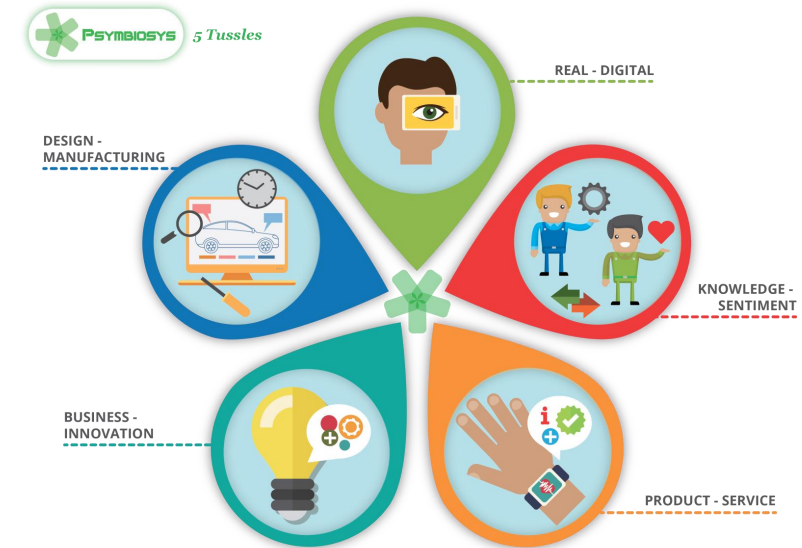 PSYMBIOSYS 5 Tussles
REAL - DIGITAL
DESIGN -
MANUFACTURING
KNOWLEDGE -
SENTIMENT
BUSINESS -
INNOVATION
i
PRODUCT - SERVICE